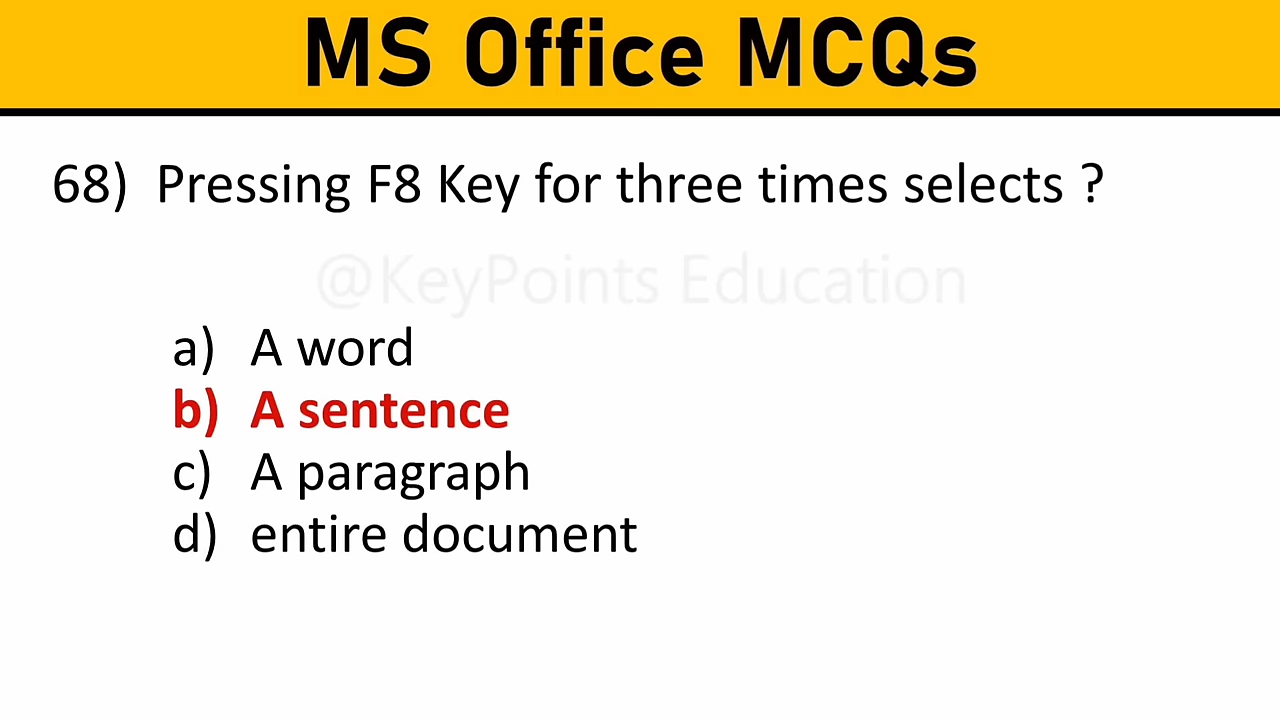 MS Office MCQs
68) Pressing F8 Key for three times selects ?
@KeyPoints Education
a) A word
b) A sentence
c) A paragraph
d) entire document